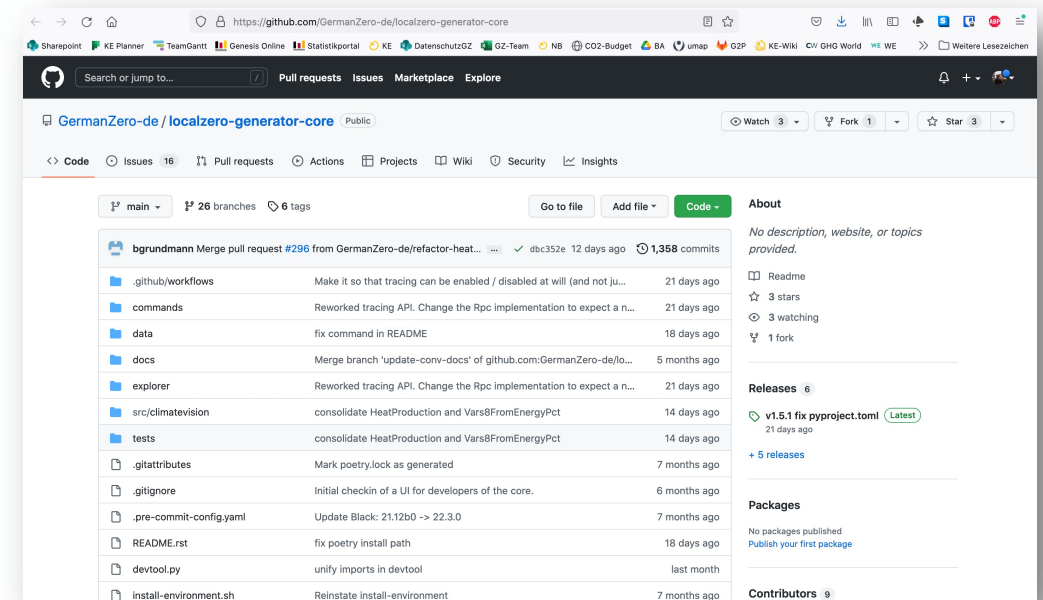 https://github.com/GermanZero-de/localzero-generator-core
Sharepoint KE Planner TeamGantt Genesis Online Statistikportal KE DatenschutzGZ GZ-Team NB CO2-Budget BA umap G2P KE-Wiki CW GHG World WE WE Weitere Lesezeichen
Search or jump to... / Pull requests Issues Marketplace Explore
GermanZero-de / localzero-generator-core Public
Watch 3 Fork 1 Star 3
Code Issues 16 Pull requests Actions Projects Wiki Security Insights
main 26 branches 6 tags Go to file Add file Code
bgrundmann Merge pull request #296 from GermanZero-de/refactor-heat... ... dbc352e 12 days ago 1,358 commits
.github/workflows Make it so that tracing can be enabled / disabled at will (and not ju... 21 days ago
commands Reworked tracing API. Change the Rpc implementation to expect a n... 21 days ago
data fix command in README 18 days ago
docs Merge branch 'update-conv-docs' of github.com:GermanZero-de/lo... 5 months ago
explorer Reworked tracing API. Change the Rpc implementation to expect a n... 21 days ago
src/climatevision consolidate HeatProduction and Vars8FromEnergyPct 14 days ago
tests consolidate HeatProduction and Vars8FromEnergyPct 14 days ago
.gitattributes Mark poetry.lock as generated 7 months ago
.gitignore Initial checkin of a UI for developers of the core. 6 months ago
.pre-commit-config.yaml Update Black: 21.12b0 -> 22.3.0 7 months ago
README.rst fix poetry install path 18 days ago
devtool.py unify imports in devtool last month
install-environment.sh Reinstate install-environment 7 months ago
About
No description, website, or topics
provided.
Readme
3 stars
3 watching
1 fork
Releases 6
v1.5.1 fix pyproject.toml Latest
21 days ago
+ 5 releases
Packages
No packages published
Publish your first package
Contributors 9